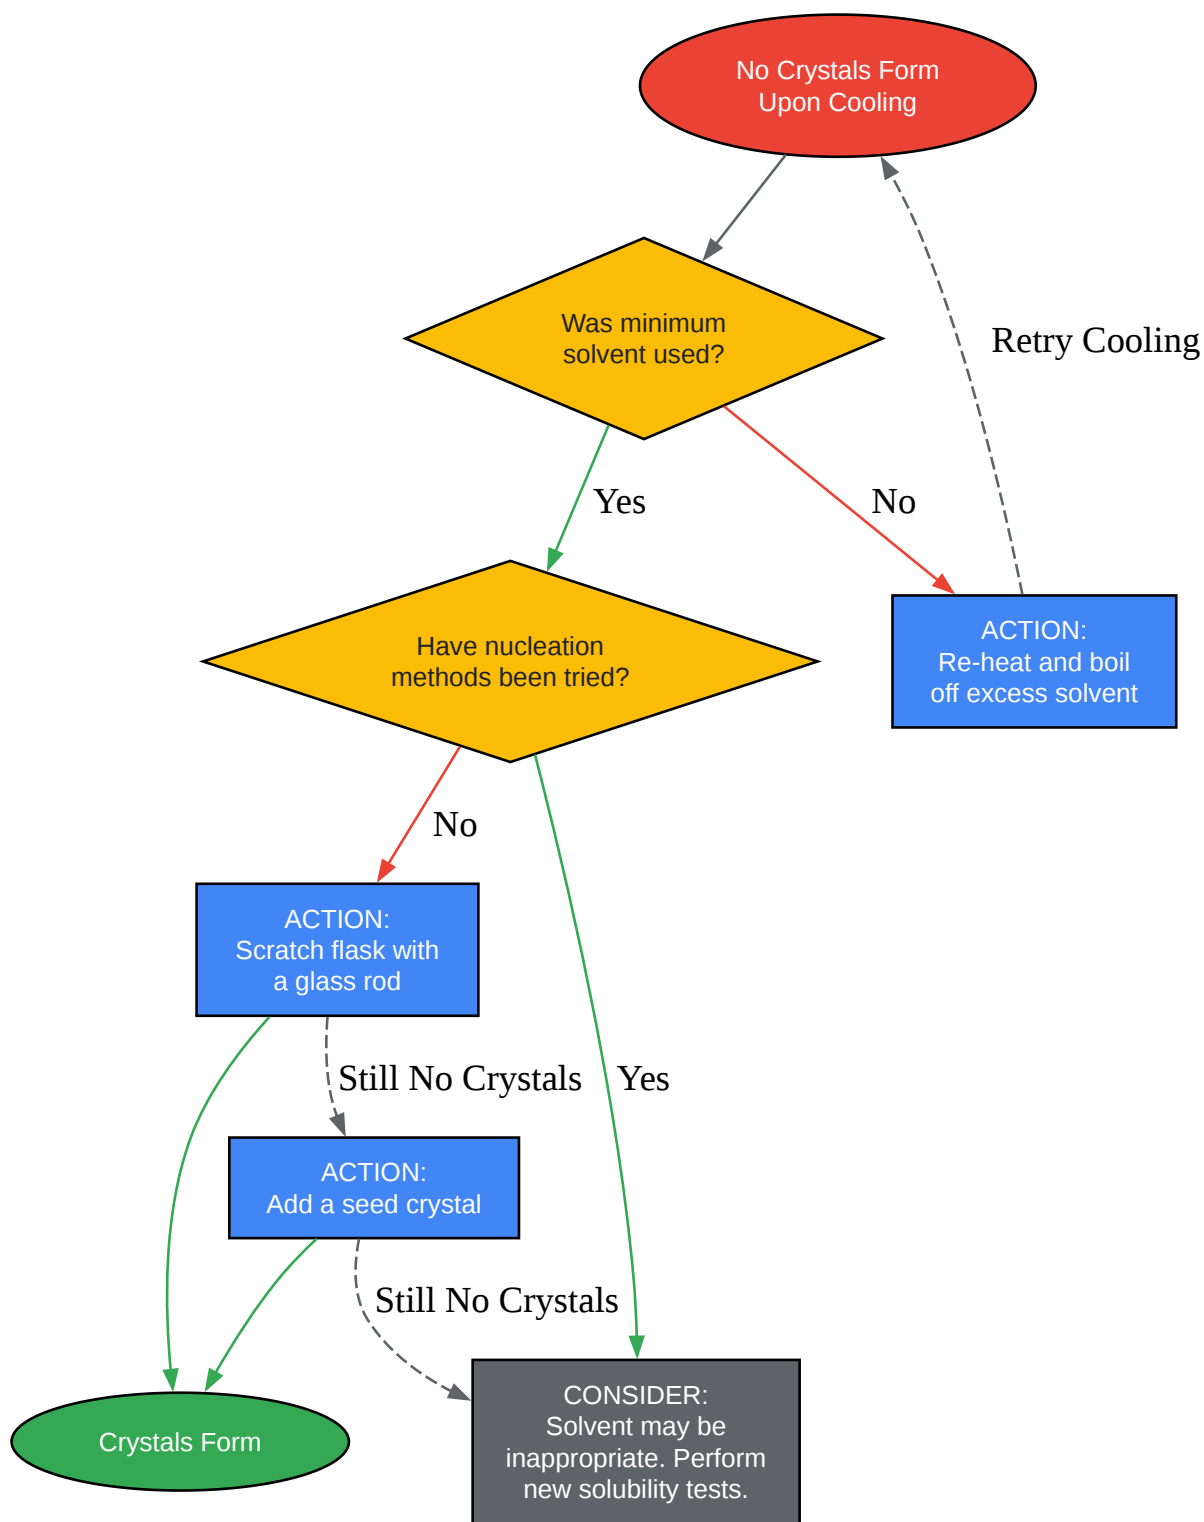 No Crystals Form
Upon Cooling
Was minimum
solvent used?
Retry Cooling
Yes
No
Have nucleation
methods been tried?
ACTION:
Re-heat and boil
off excess solvent
No
ACTION:
Scratch flask with
a glass rod
Still No Crystals
Yes
ACTION:
Add a seed crystal
Still No Crystals
CONSIDER:
Solvent may be
inappropriate. Perform
new solubility tests.
Crystals Form